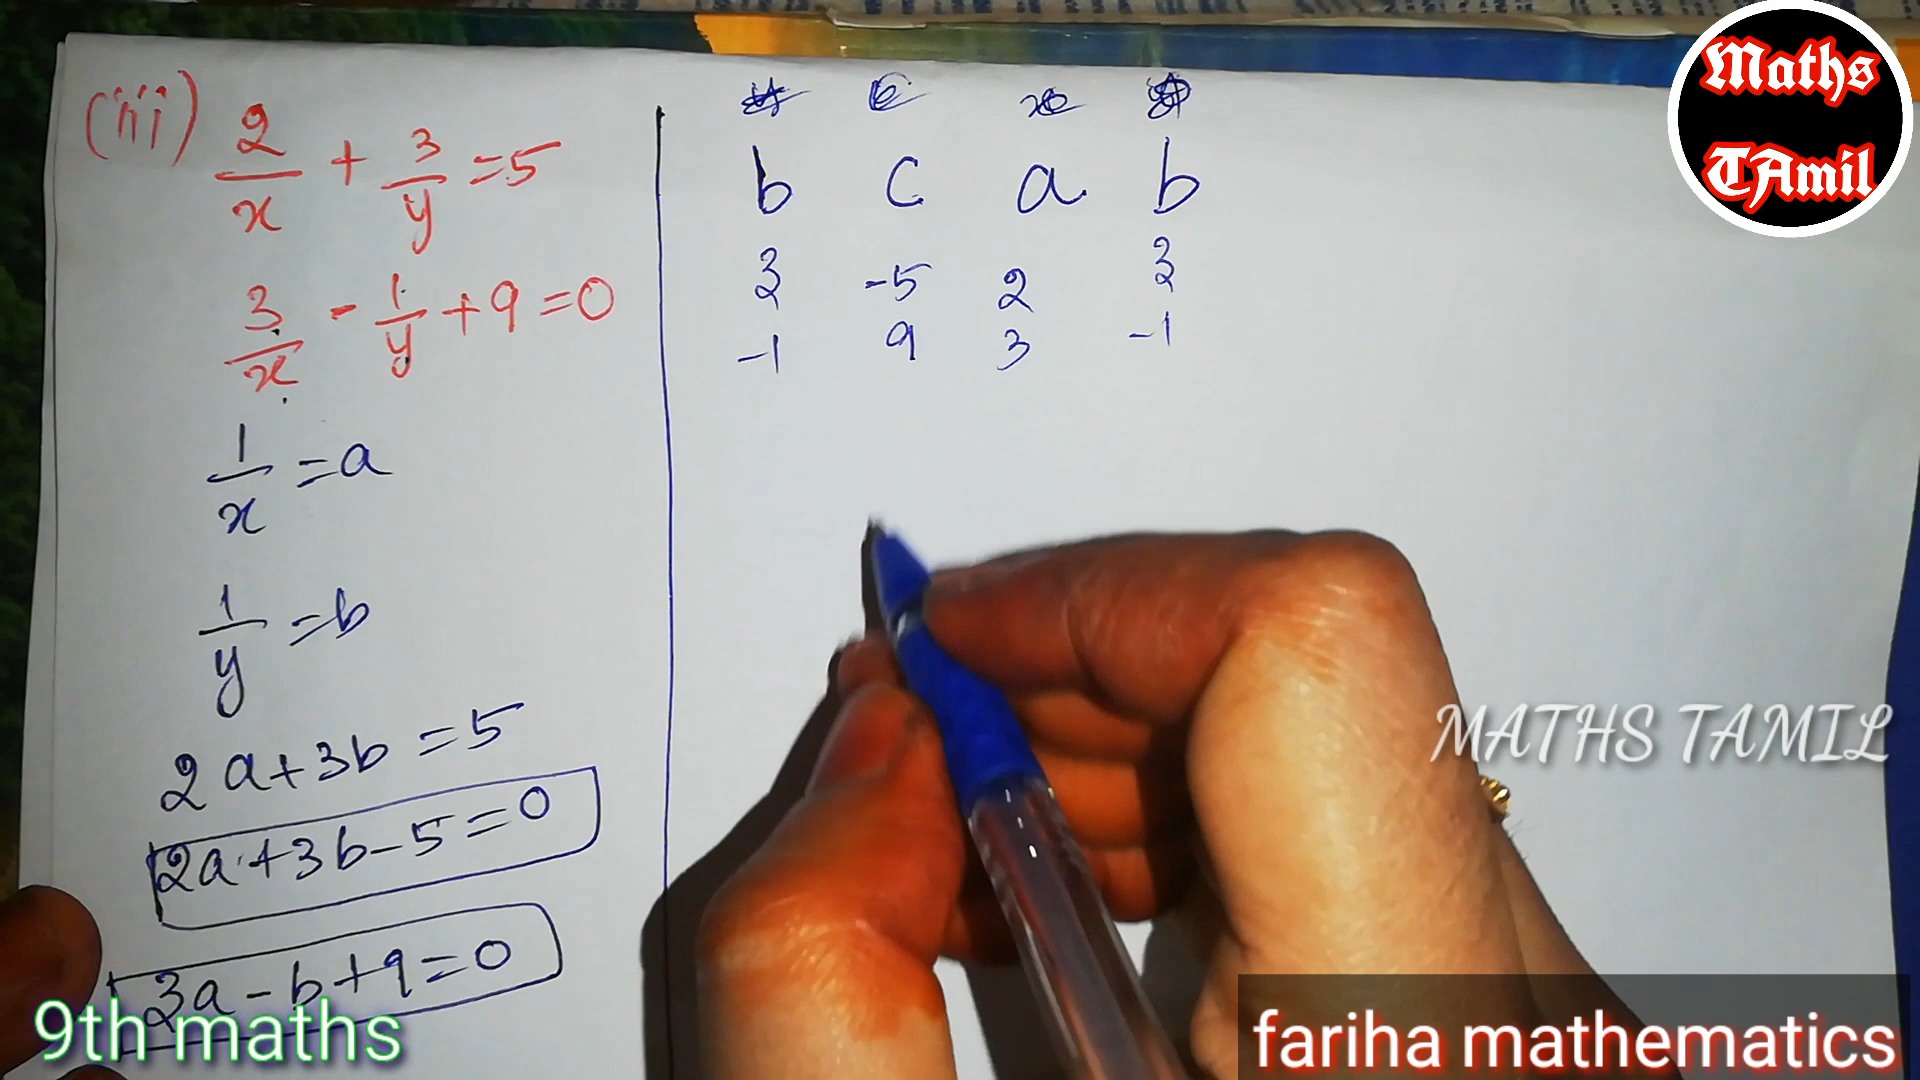 (iii) 2/x + 3/y = 5
3/x - 1/y + 9 = 0
1/x = a
1/y = b
2a + 3b = 5
2a + 3b - 5 = 0
3a - b + 9 = 0
b c a b
3 -5 2 3
-1 9 3 -1
Maths
TAmil
MATHS TAMIL
9th maths
fariha mathematics